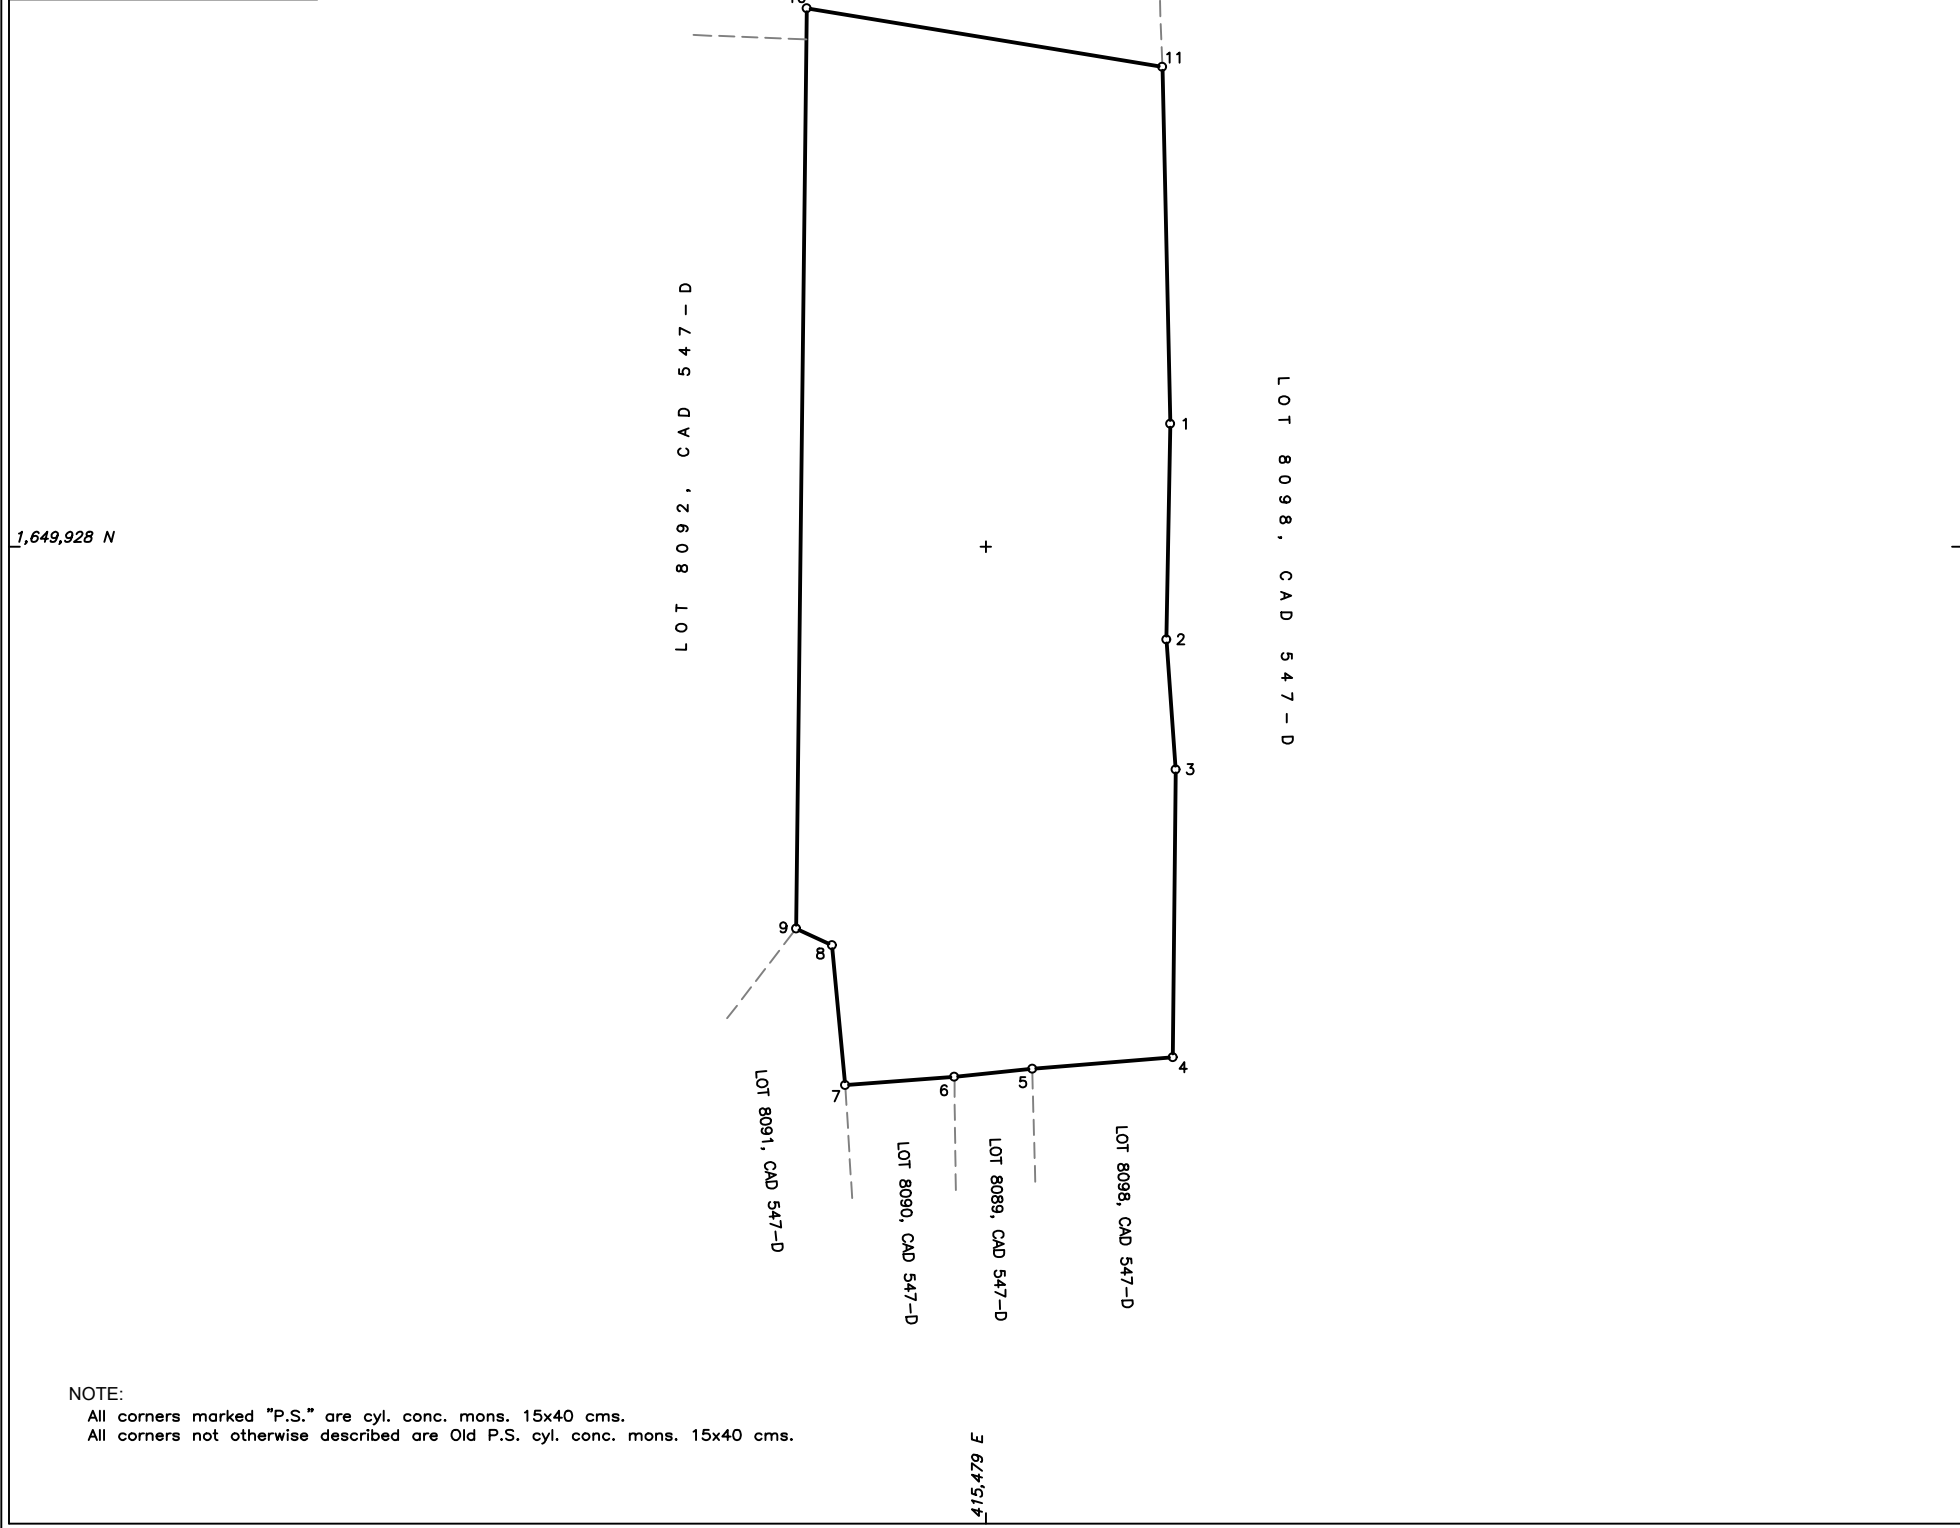 11
LOT 8092, CAD 547-D
LOT 8098, CAD 547-D
1
1,649,928 N
2
3
9
8
4
5
6
7
LOT 8091, CAD 547-D
LOT 8090, CAD 547-D
LOT 8089, CAD 547-D
LOT 8098, CAD 547-D
NOTE:
All corners marked "P.S." are cyl. conc. mons. 15x40 cms.
All corners not otherwise described are Old P.S. cyl. conc. mons. 15x40 cms.
415,479 E